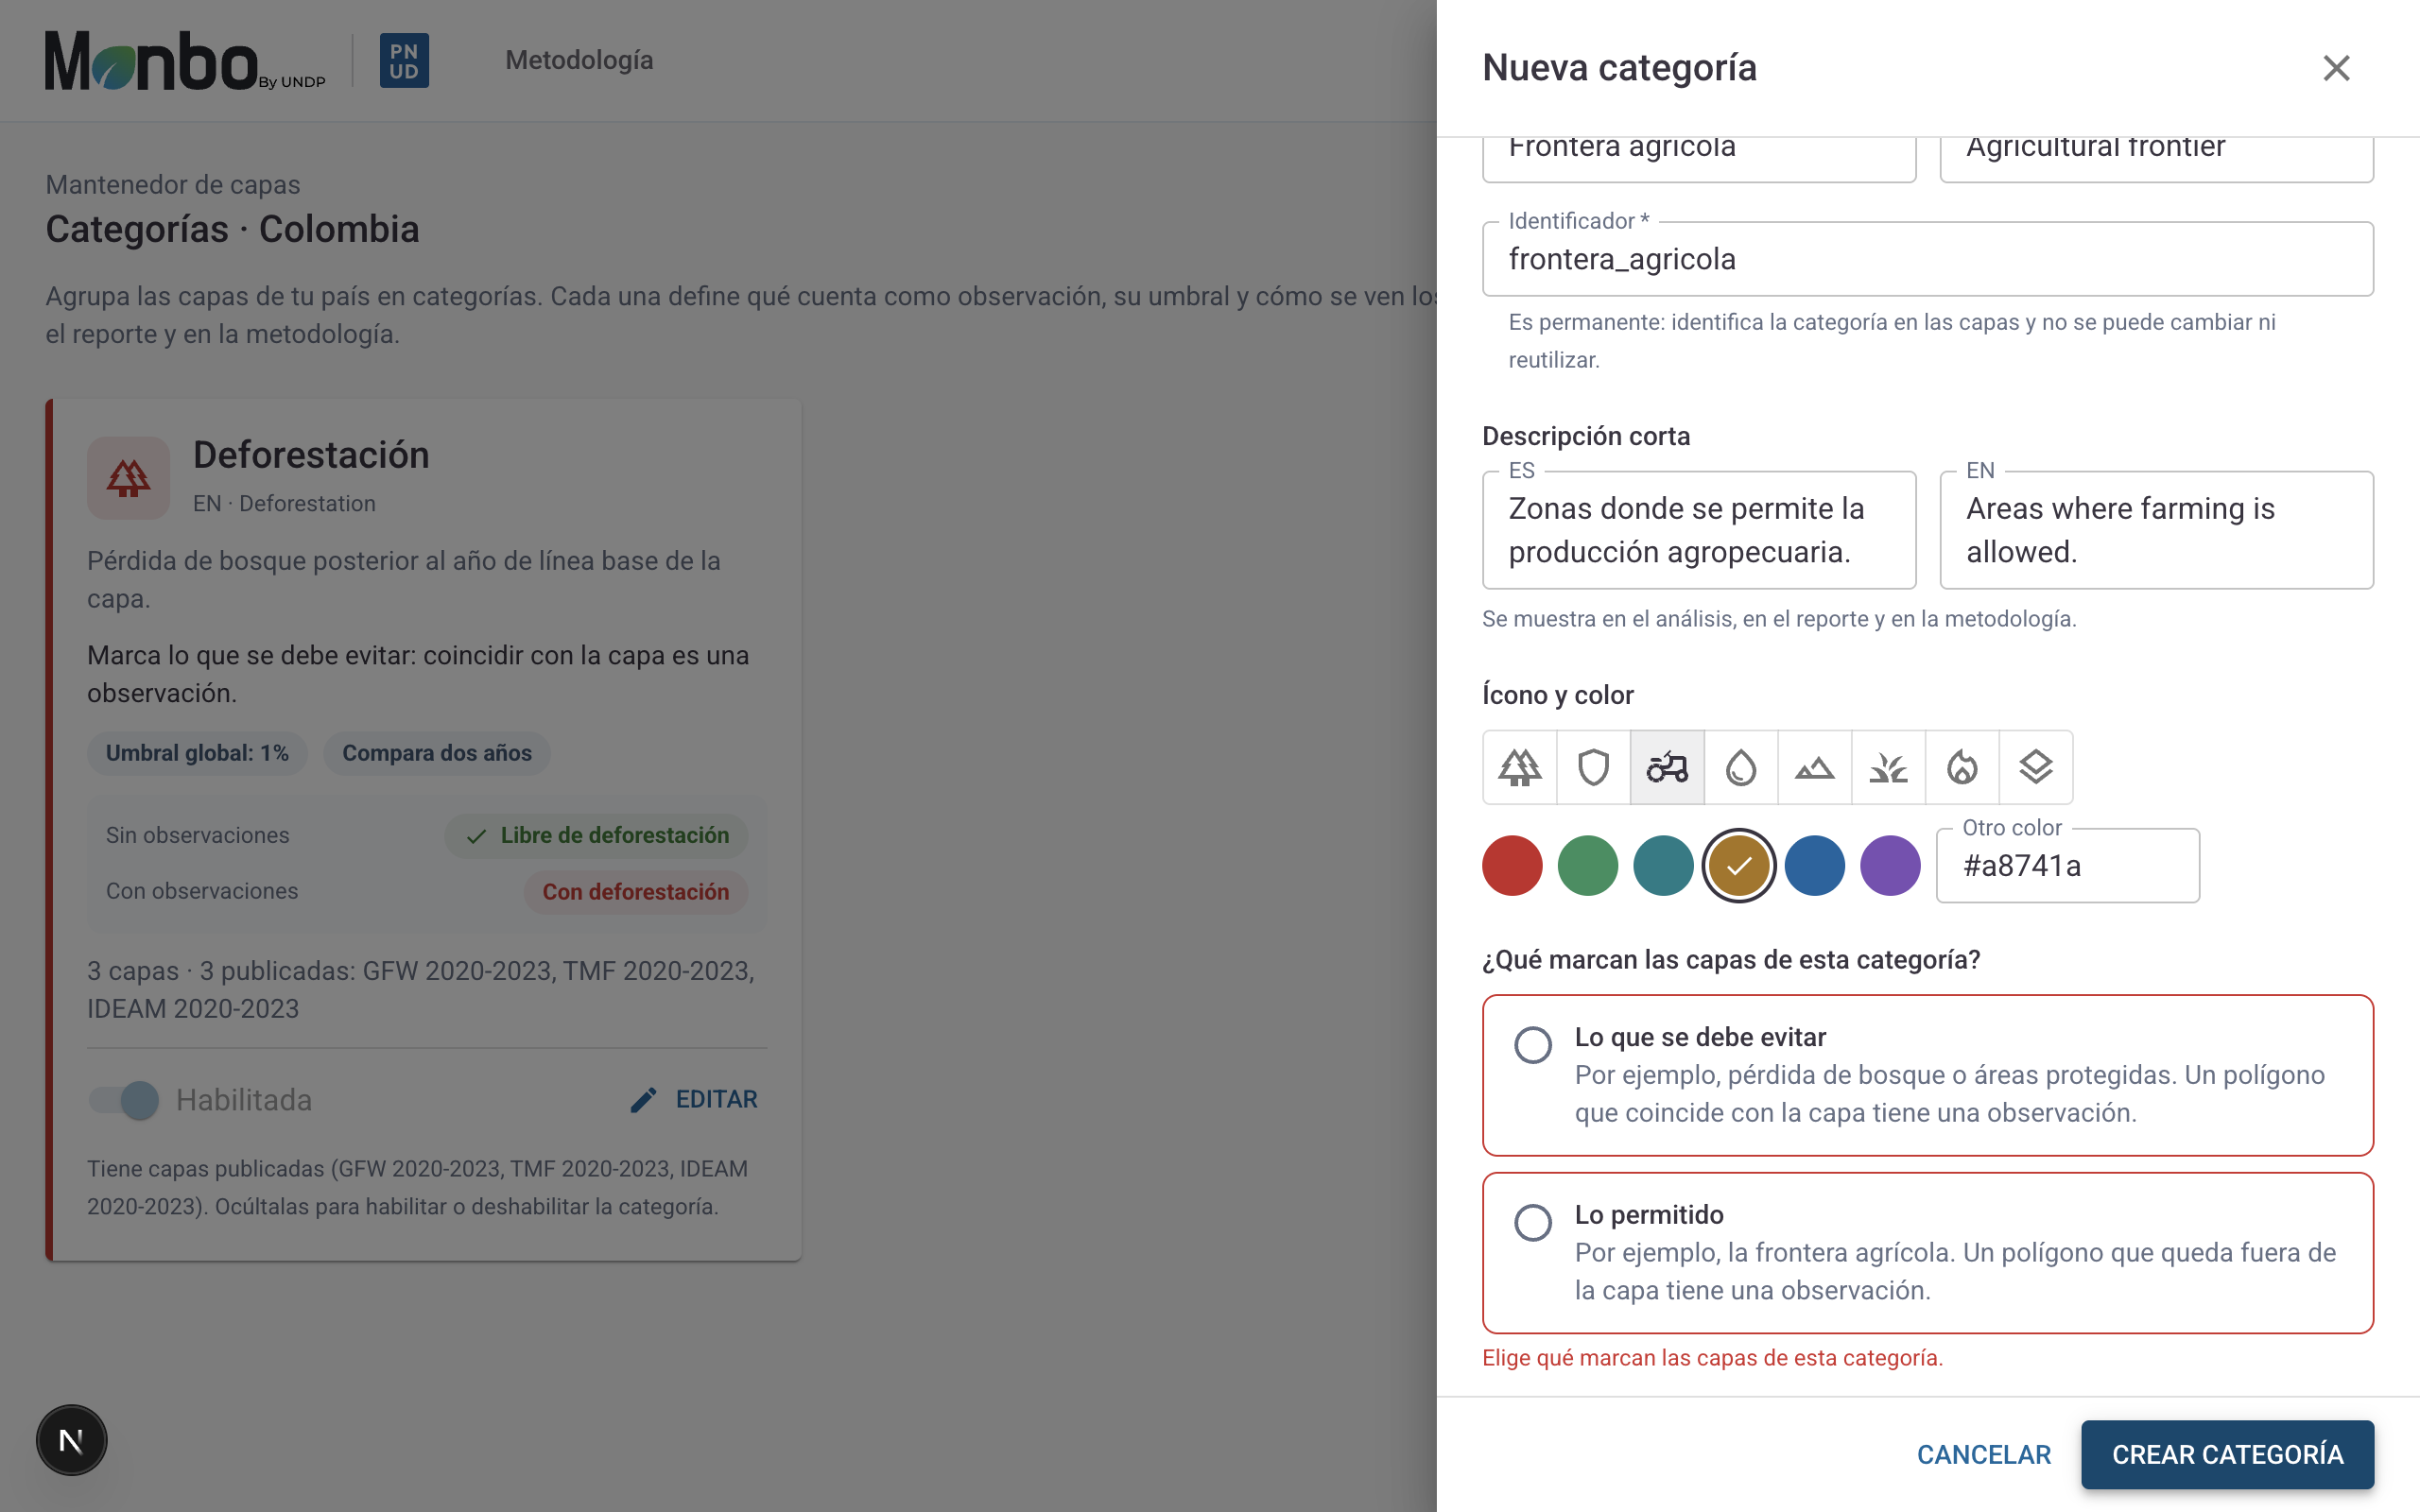 Monbo By UNDP
PN
UD
Metodología
Mantenedor de capas
Categorías · Colombia
Agrupa las capas de tu país en categorías. Cada una define qué cuenta como observación, su umbral y cómo se ven
el reporte y en la metodología.
Deforestación
EN · Deforestation
Pérdida de bosque posterior al año de línea base de la
capa.
Marca lo que se debe evitar: coincidir con la capa es una
observación.
Umbral global: 1%
Compara dos años
Sin observaciones
Libre de deforestación
Con observaciones
Con deforestación
3 capas · 3 publicadas: GFW 2020-2023, TMF 2020-2023,
IDEAM 2020-2023
Habilitada
EDITAR
Tiene capas publicadas (GFW 2020-2023, TMF 2020-2023, IDEAM
2020-2023). Ocúltalas para habilitar o deshabilitar la categoría.
N
Nueva categoría
Frontera agrícola
Agricultural frontier
Identificador *
frontera_agricola
Es permanente: identifica la categoría en las capas y no se puede cambiar ni
reutilizar.
Descripción corta
ES
Zonas donde se permite la
producción agropecuaria.
EN
Areas where farming is
allowed.
Se muestra en el análisis, en el reporte y en la metodología.
Ícono y color
Otro color
#a8741a
¿Qué marcan las capas de esta categoría?
Lo que se debe evitar
Por ejemplo, pérdida de bosque o áreas protegidas. Un polígono
que coincide con la capa tiene una observación.
Lo permitido
Por ejemplo, la frontera agrícola. Un polígono que queda fuera de
la capa tiene una observación.
Elige qué marcan las capas de esta categoría.
CANCELAR
CREAR CATEGORÍA